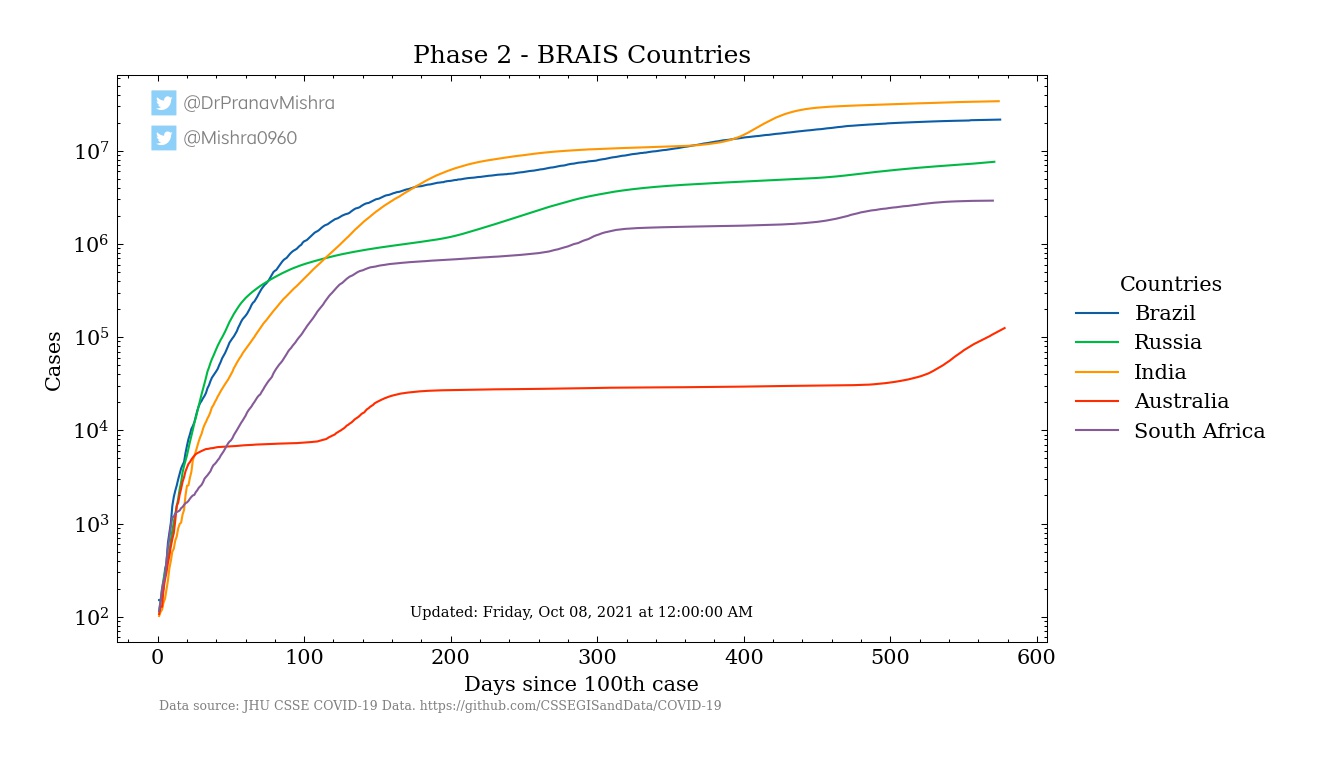 Phase 2 - BRAIS Countries
@DrPranavMishra
@Mishra0960
10^7
10^6
10^5
10^4
10^3
10^2
Cases
Countries
Brazil
Russia
India
Australia
South Africa
Updated: Friday, Oct 08, 2021 at 12:00:00 AM
0 100 200 300 400 500 600
Days since 100th case
Data source: JHU CSSE COVID-19 Data. https://github.com/CSSEGISandData/COVID-19